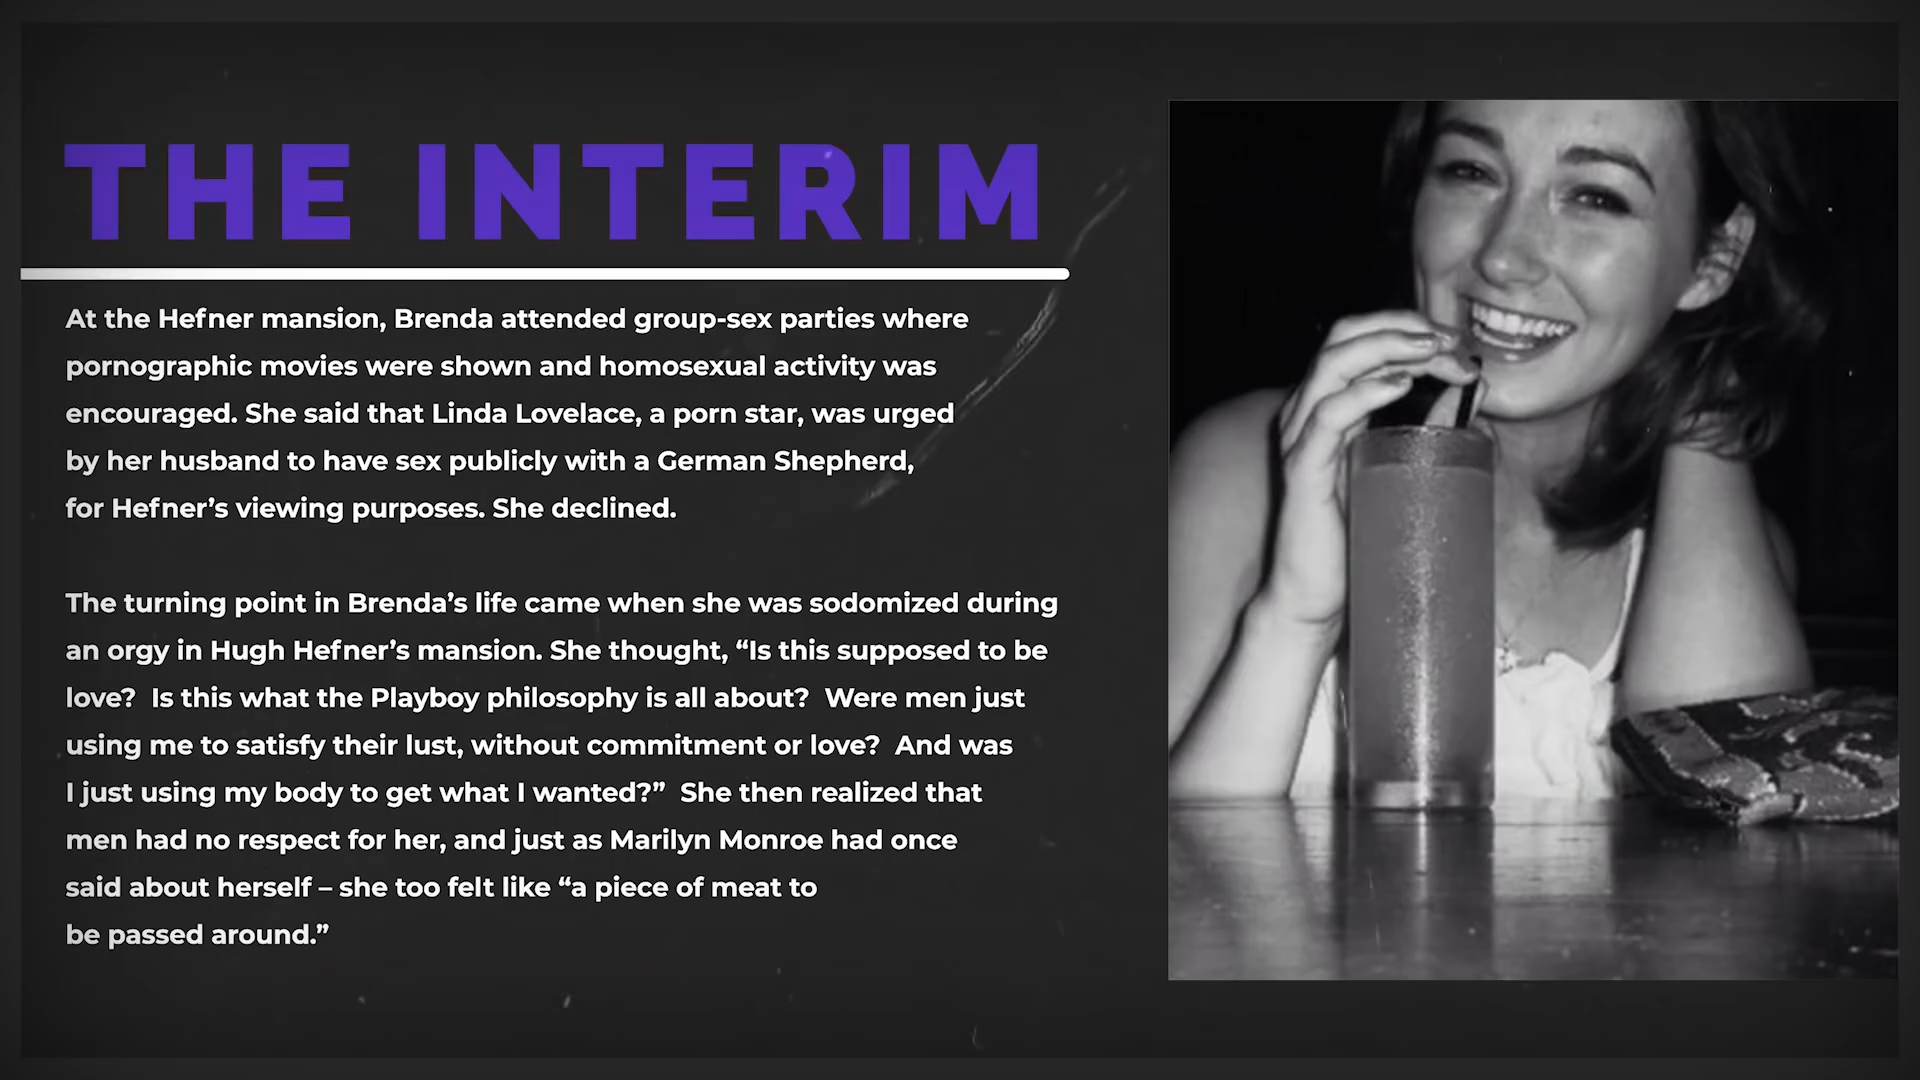 THE INTERIM
At the Hefner mansion, Brenda attended group-sex parties where
pornographic movies were shown and homosexual activity was
encouraged. She said that Linda Lovelace, a porn star, was urged
by her husband to have sex publicly with a German Shepherd,
for Hefner’s viewing purposes. She declined.
The turning point in Brenda’s life came when she was sodomized during
an orgy in Hugh Hefner’s mansion. She thought, “Is this supposed to be
love?  Is this what the Playboy philosophy is all about?  Were men just
using me to satisfy their lust, without commitment or love?  And was
I just using my body to get what I wanted?”  She then realized that
men had no respect for her, and just as Marilyn Monroe had once
said about herself – she too felt like “a piece of meat to
be passed around.”